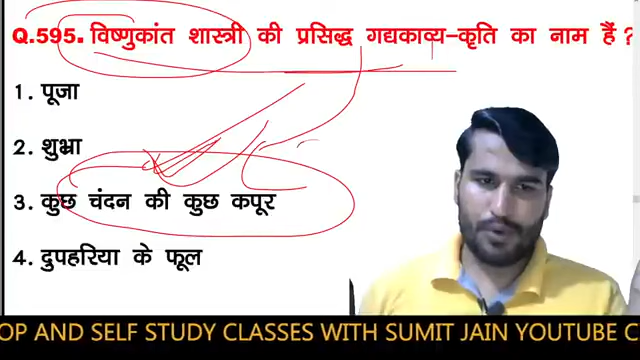 Q.595. विष्णुकांत शास्त्री की प्रसिद्ध गद्यकाव्य-कृति का नाम हैं ?
1. पूजा
2. शुभ्रा
3. कुछ चंदन की कुछ कपूर
4. दुपहरिया के फूल
OP AND SELF STUDY CLASSES WITH SUMIT JAIN YOUTUBE C